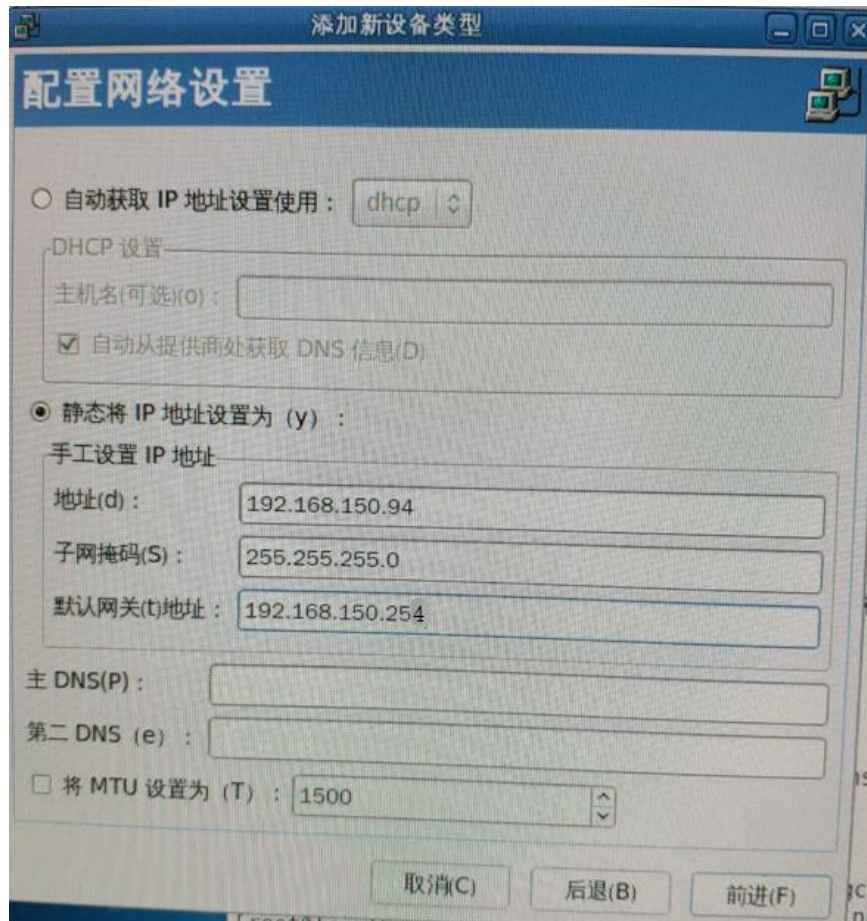 添加新设备类型
配置网络设置
自动获取 IP 地址设置使用： dhcp
DHCP 设置
主机名(可选)(o)：
自动从提供商处获取 DNS 信息(D)
静态将 IP 地址设置为（y）：
手工设置 IP 地址
地址(d)： 192.168.150.94
子网掩码(S)： 255.255.255.0
默认网关(t)地址： 192.168.150.254
主 DNS(P)：
第二 DNS（e）：
将 MTU 设置为（T）： 1500
取消(C) 后退(B) 前进(F)